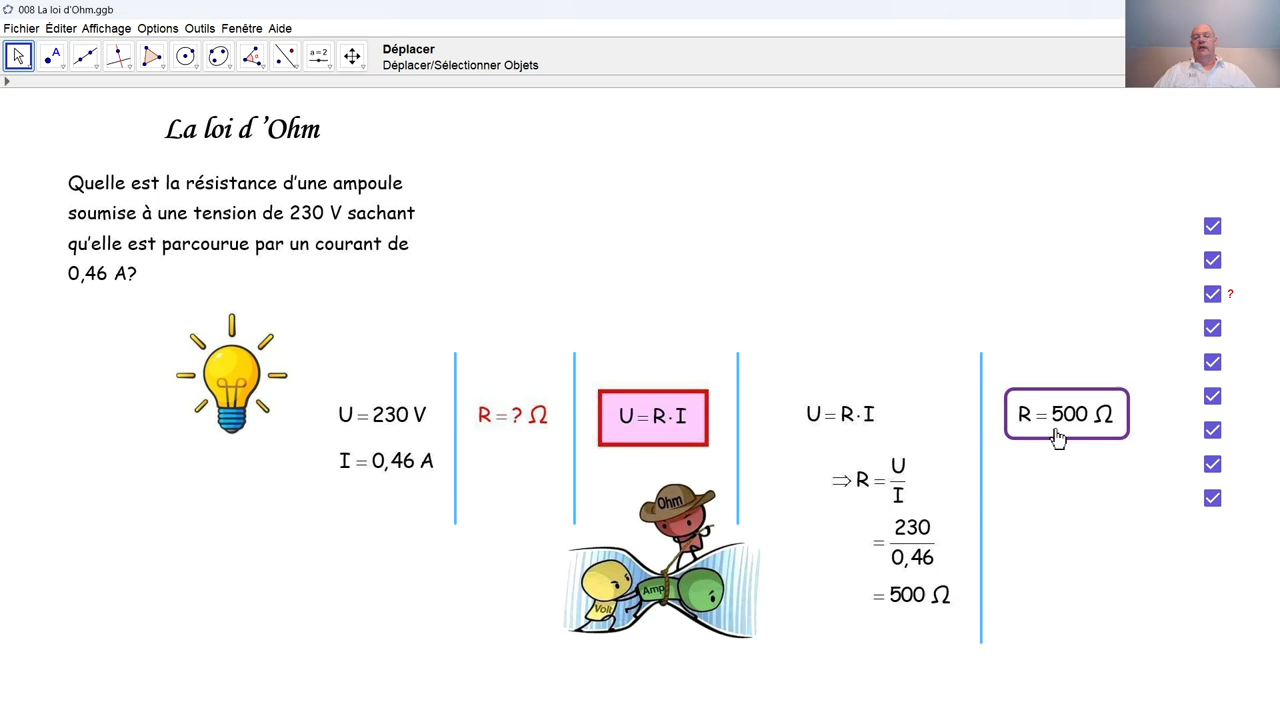 008 La loi d'Ohm.ggb
Fichier Éditer Affichage Options Outils Fenêtre Aide
A
a=2
Déplacer
Déplacer/Sélectionner Objets
La loi d 'Ohm
Quelle est la résistance d'une ampoule
soumise à une tension de 230 V sachant
qu'elle est parcourue par un courant de
0,46 A?
?
U = 230 V
I = 0,46 A
R = ? Ω
U = R · I
U = R · I
⇒ R = U/I
= 230/0,46
= 500 Ω
R = 500 Ω
Ohm
Amp
Volt